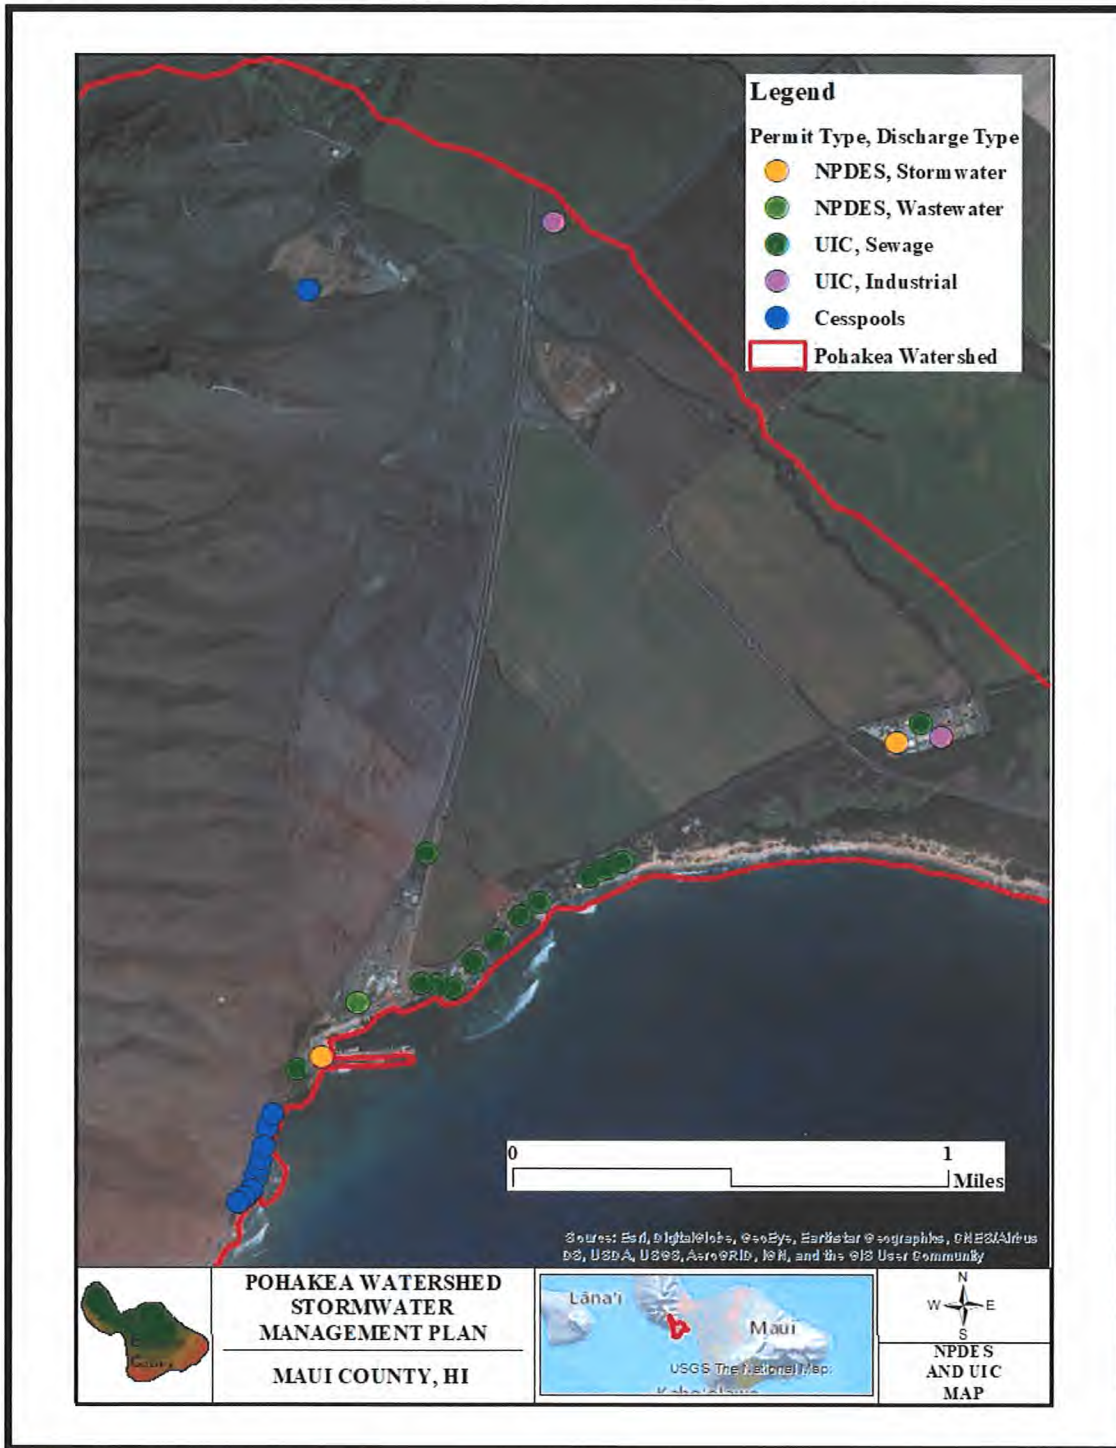 Legend
Permit Type, Discharge Type
NPDES, Stormwater
NPDES, Wastewater
UIC, Sewage
UIC, Industrial
Cesspools
Pohakea Watershed
0 1
Miles
Source: Esri, DigitalGlobe, GeoEye, Earthstar Geographics, CNES/Airbus
DS, USDA, USGS, AeroGRID, IGN, and the GIS User Community
POHAKEA WATERSHED
STORMWATER
MANAGEMENT PLAN
MAUI COUNTY, HI
Lāna'i
Maui
USGS The National Map:
N
W E
S
NPDES
AND UIC
MAP